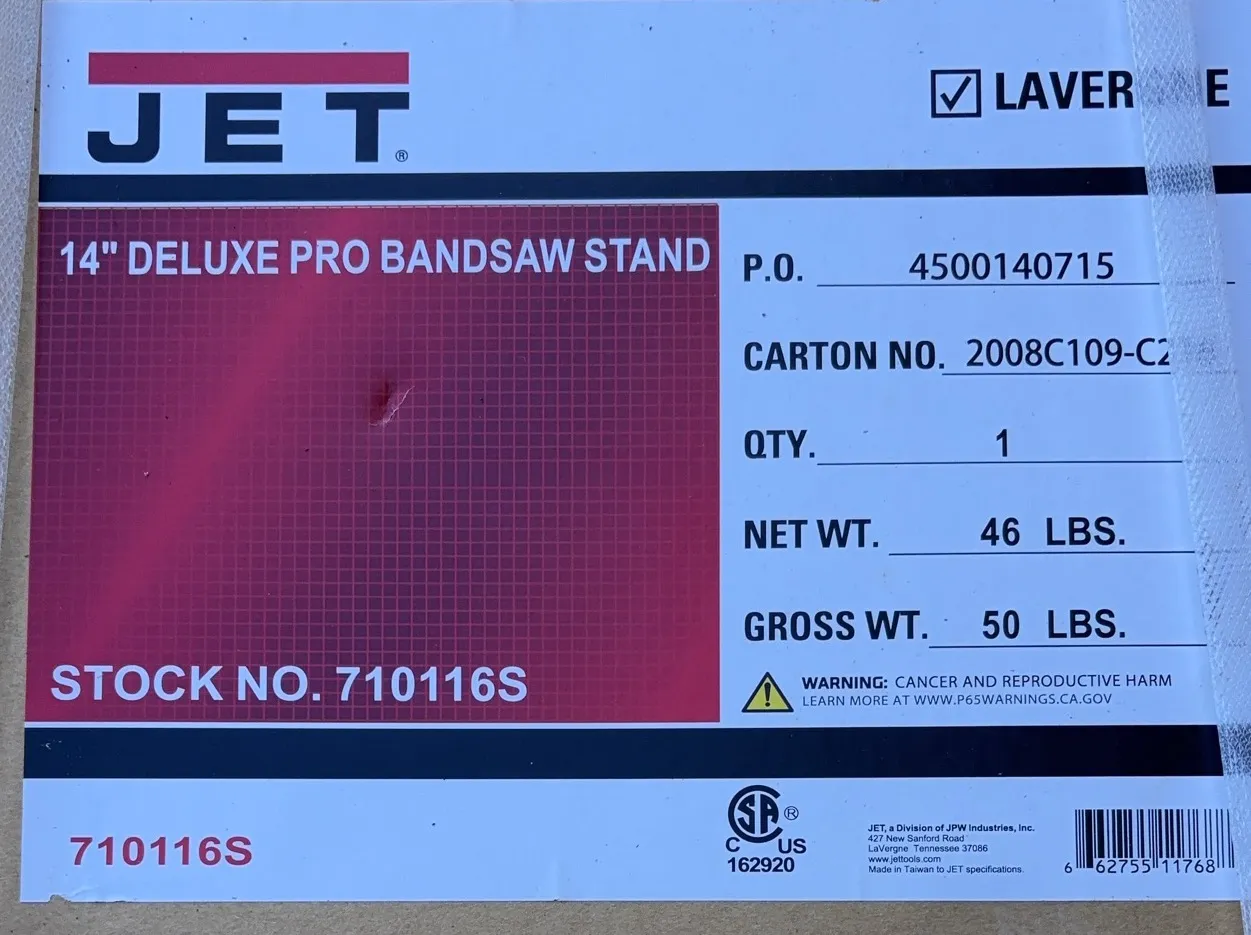 JET®
☑ LAVER E
14" DELUXE PRO BANDSAW STAND
P.O. 4500140715
CARTON NO. 2008C109-C2
QTY. 1
NET WT. 46 LBS.
GROSS WT. 50 LBS.
STOCK NO. 710116S
WARNING: CANCER AND REPRODUCTIVE HARM
LEARN MORE AT WWW.P65WARNINGS.CA.GOV
710116S
CSA®
C US
162920
JET, a Division of JPW Industries, Inc.
427 New Sanford Road
LaVergne Tennessee 37086
www.jettools.com
Made in Taiwan to JET specifications.
6 62755 11768